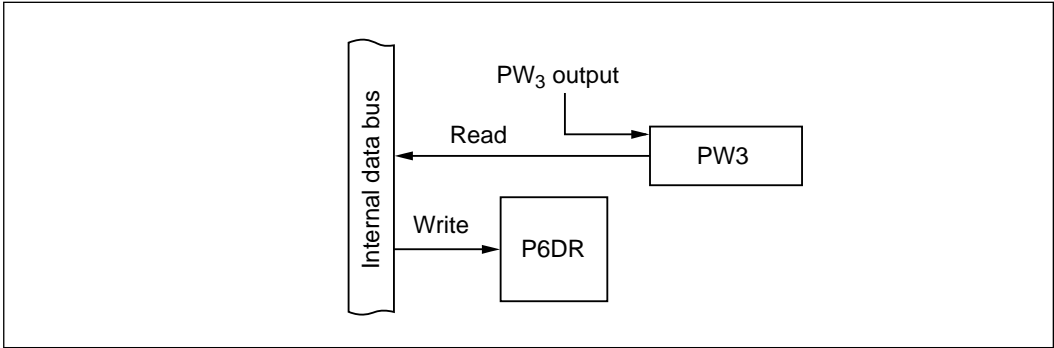 Internal data bus
PW₃ output
Read
PW3
Write
P6DR